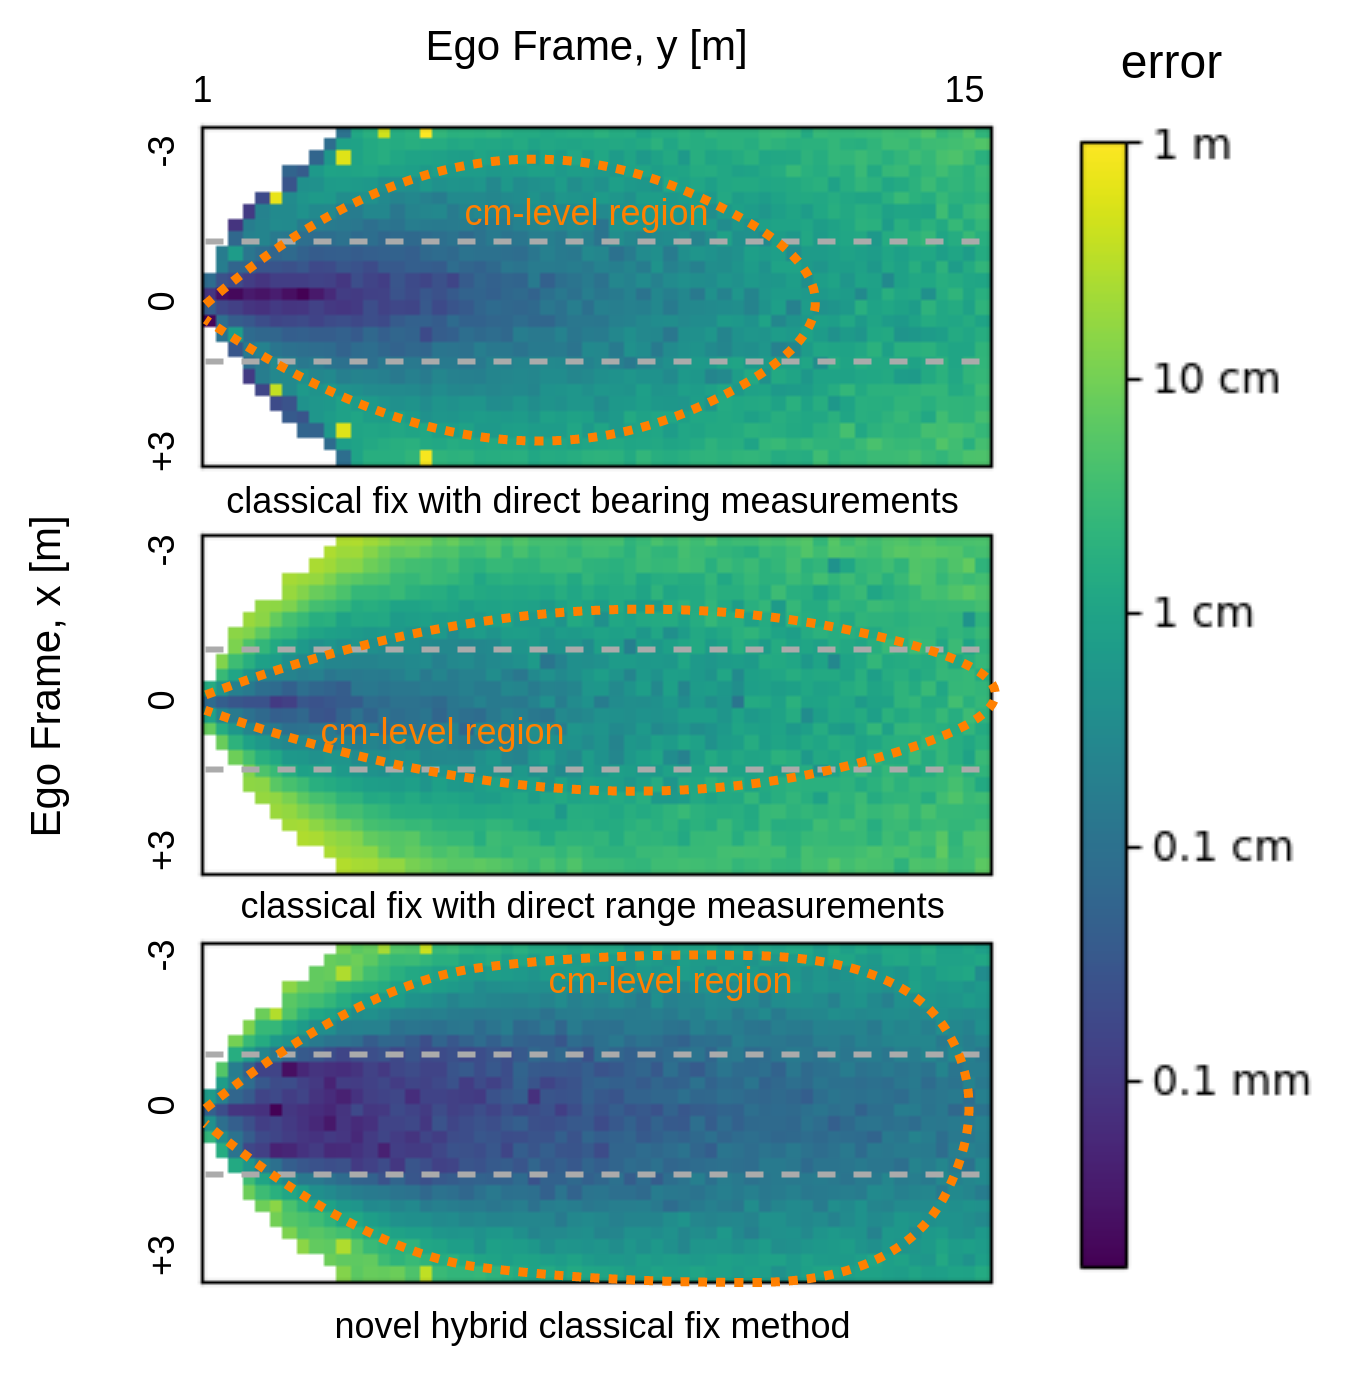 Ego Frame, y [m]
error
1
15
-3
0
+3
cm-level region
classical fix with direct bearing measurements
Ego Frame, x [m]
-3
0
+3
cm-level region
classical fix with direct range measurements
-3
0
+3
cm-level region
novel hybrid classical fix method
1 m
10 cm
1 cm
0.1 cm
0.1 mm